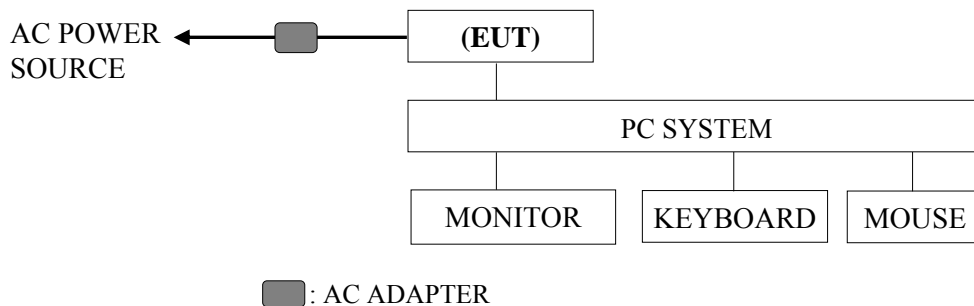 AC POWER
SOURCE
(EUT)
PC SYSTEM
MONITOR
KEYBOARD
MOUSE
: AC ADAPTER